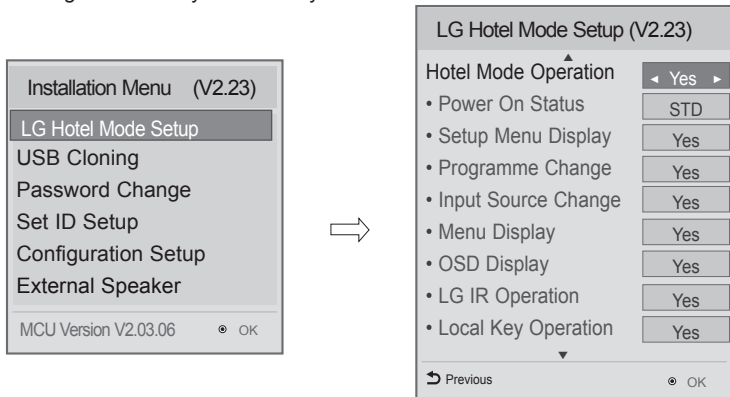 Installation Menu (V2.23)
LG Hotel Mode Setup
USB Cloning
Password Change
Set ID Setup
Configuration Setup
External Speaker
MCU Version V2.03.06 ◉ OK
LG Hotel Mode Setup (V2.23)
Hotel Mode Operation ◄ Yes ►
• Power On Status STD
• Setup Menu Display Yes
• Programme Change Yes
• Input Source Change Yes
• Menu Display Yes
• OSD Display Yes
• LG IR Operation Yes
• Local Key Operation Yes
Previous ◉ OK